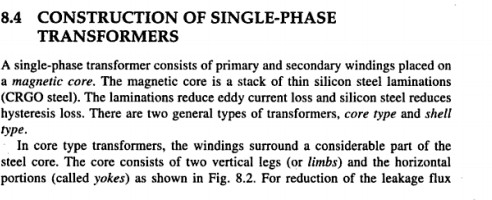 8.4 CONSTRUCTION OF SINGLE-PHASE
TRANSFORMERS
A single-phase transformer consists of primary and secondary windings placed on
a magnetic core. The magnetic core is a stack of thin silicon steel laminations
(CRGO steel). The laminations reduce eddy current loss and silicon steel reduces
hysteresis loss. There are two general types of transformers, core type and shell
type.
In core type transformers, the windings surround a considerable part of the
steel core. The core consists of two vertical legs (or limbs) and the horizontal
portions (called yokes) as shown in Fig. 8.2. For reduction of the leakage flux